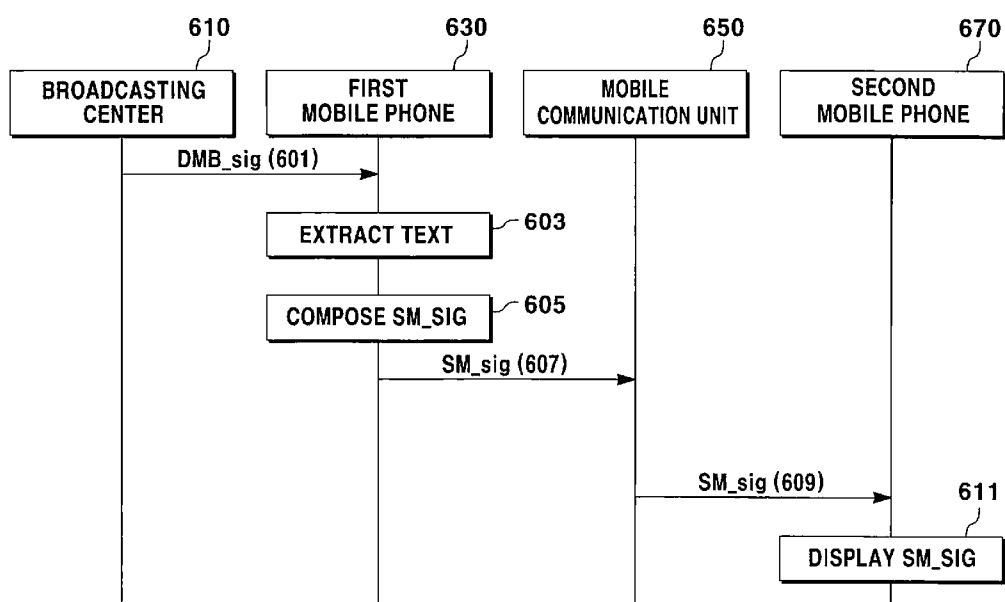 610
630
650
670
BROADCASTING
CENTER
FIRST
MOBILE PHONE
MOBILE
COMMUNICATION UNIT
SECOND
MOBILE PHONE
DMB_sig (601)
EXTRACT TEXT
603
COMPOSE SM_SIG
605
SM_sig (607)
SM_sig (609)
611
DISPLAY SM_SIG